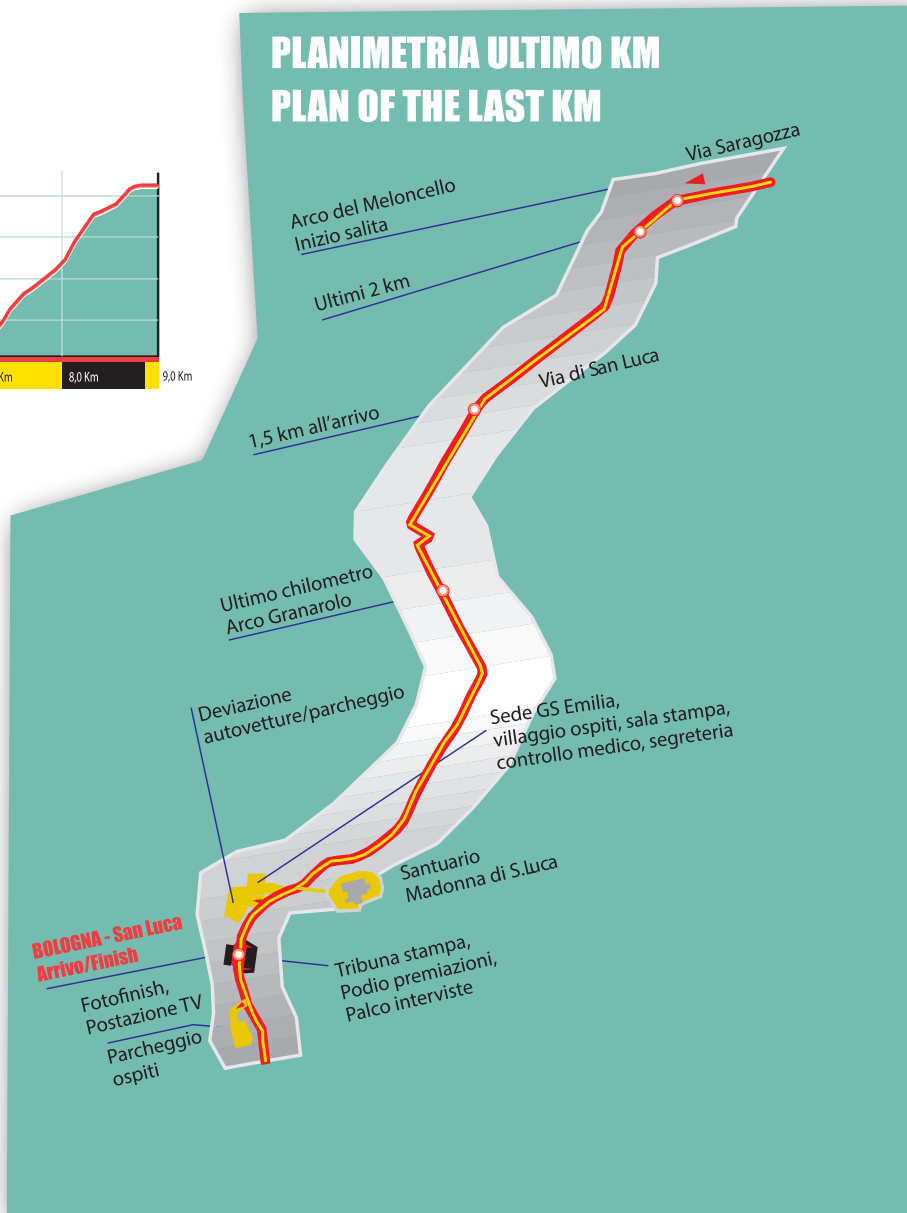 PLANIMETRIA ULTIMO KM
PLAN OF THE LAST KM
Via Saragozza
Arco del Meloncello
Inizio salita
Ultimi 2 km
Via di San Luca
Km
8,0 Km
9,0 Km
1,5 km all'arrivo
Ultimo chilometro
Arco Granarolo
Deviazione
autovetture/parcheggio
Sede GS Emilia,
villaggio ospiti, sala stampa,
controllo medico, segreteria
Santuario
Madonna di S.Luca
BOLOGNA - San Luca
Arrivo/Finish
Tribuna stampa,
Podio premiazioni,
Palco interviste
Fotofinish,
Postazione TV
Parcheggio
ospiti